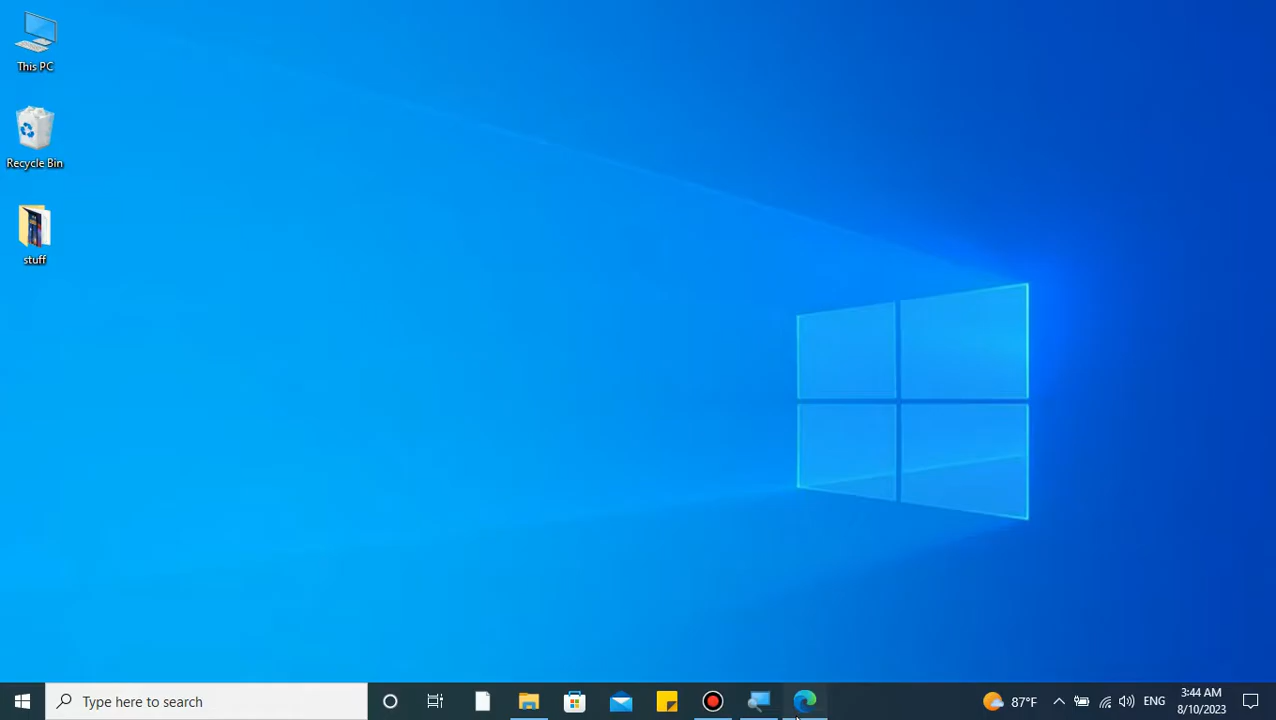 This PC
Recycle Bin
stuff
Type here to search
87°F
ENG
3:44 AM
8/10/2023